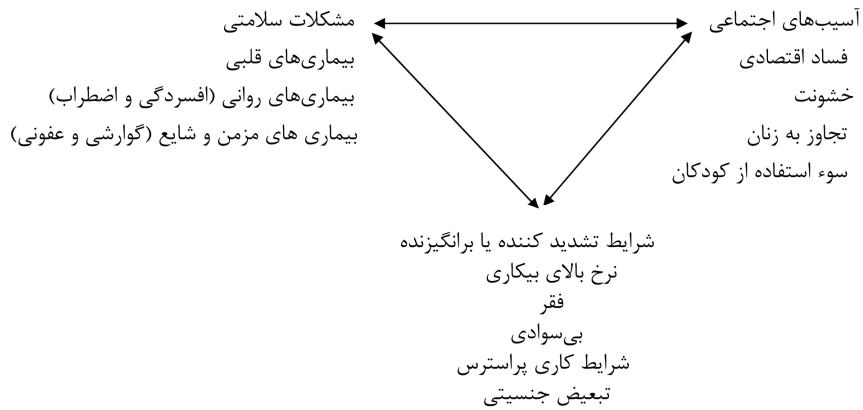 آسیب‌های اجتماعی
فساد اقتصادی
خشونت
تجاوز به زنان
سوء استفاده از کودکان
مشکلات سلامتی
بیماری‌های قلبی
بیماری‌های روانی (افسردگی و اضطراب)
بیماری های مزمن و شایع (گوارشی و عفونی)
شرایط تشدید کننده یا برانگیزنده
نرخ بالای بیکاری
فقر
بی‌سوادی
شرایط کاری پراسترس
تبعیض جنسیتی